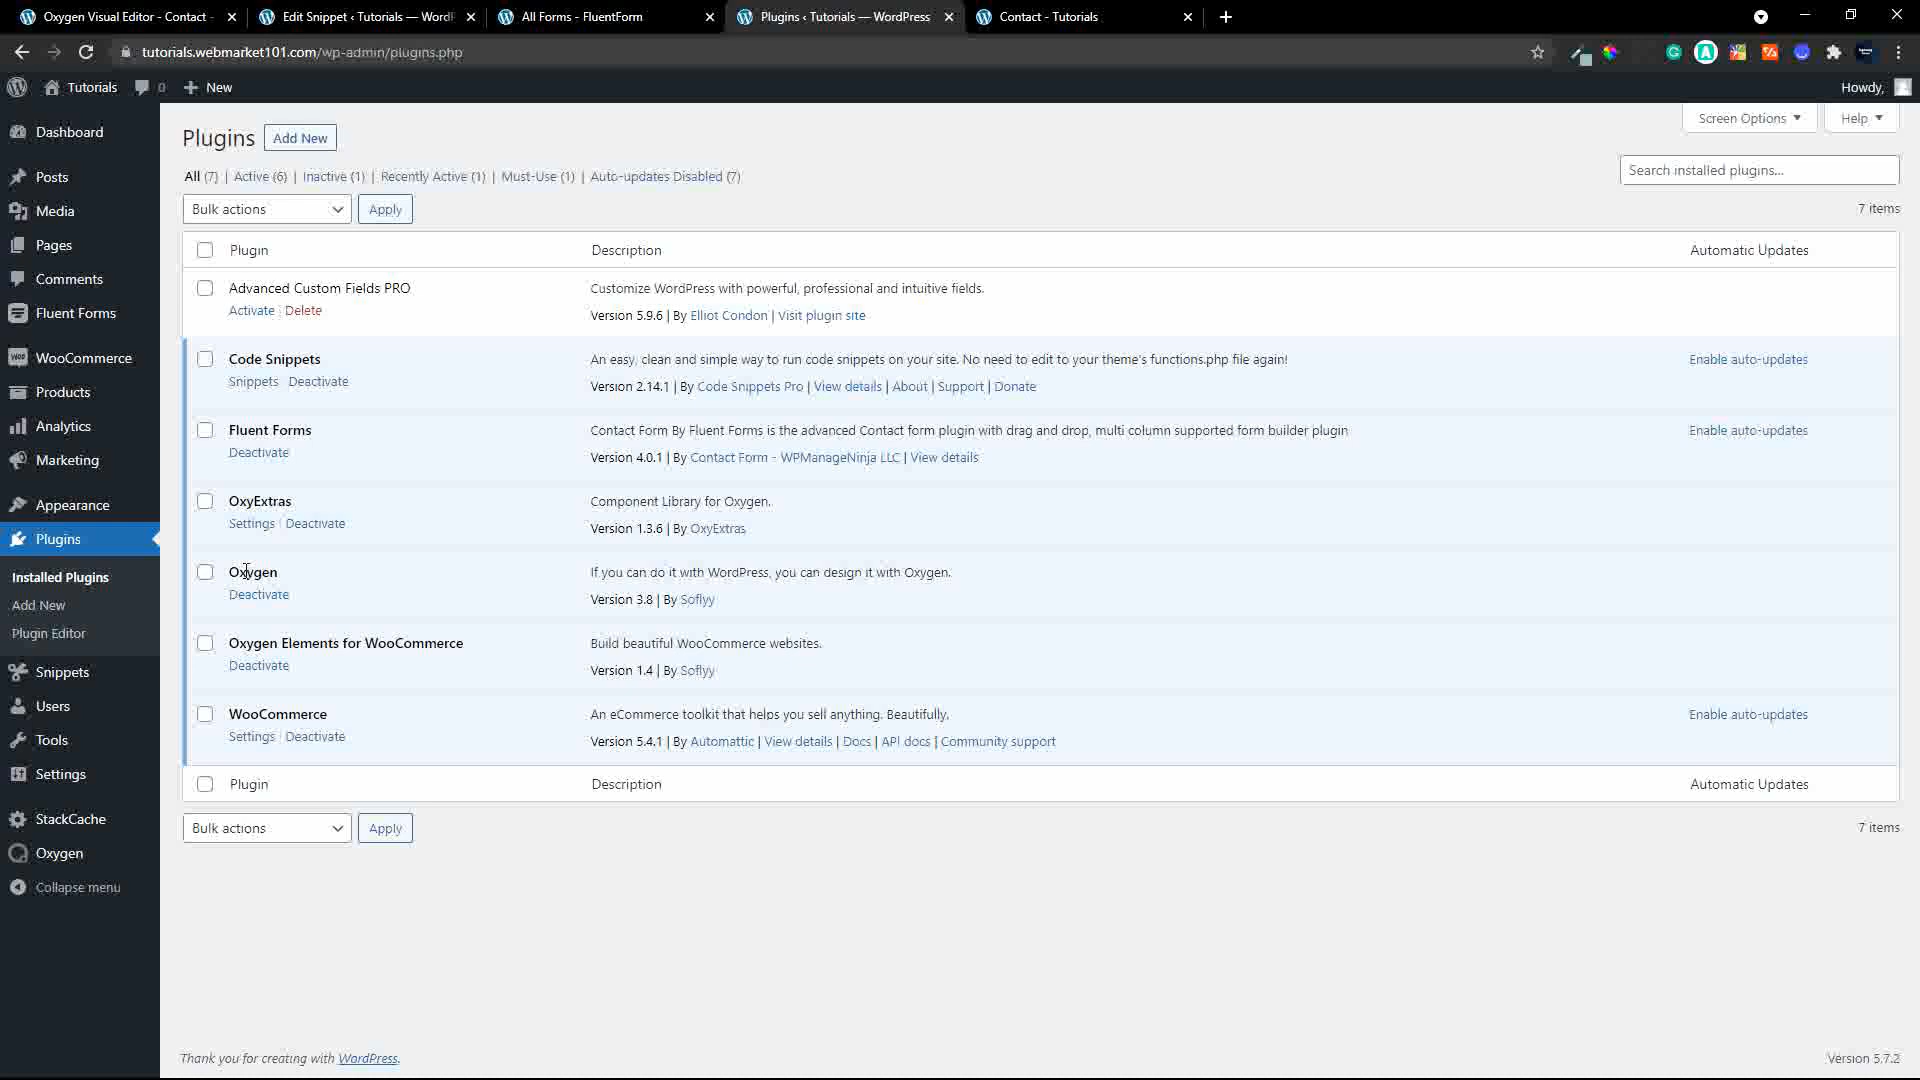 Oxygen Visual Editor - Contact -
Edit Snippet ‹ Tutorials — WordP
All Forms - FluentForm
Plugins ‹ Tutorials — WordPress
Contact - Tutorials
tutorials.webmarket101.com/wp-admin/plugins.php
Tutorials
0
New
Howdy,
Dashboard
Posts
Media
Pages
Comments
Fluent Forms
WooCommerce
Products
Analytics
Marketing
Appearance
Plugins
Installed Plugins
Add New
Plugin Editor
Snippets
Users
Tools
Settings
StackCache
Oxygen
Collapse menu
Screen Options
Help
Plugins
Add New
All (7) | Active (6) | Inactive (1) | Recently Active (1) | Must-Use (1) | Auto-updates Disabled (7)
Search installed plugins...
Bulk actions
Apply
7 items
Plugin
Description
Automatic Updates
Advanced Custom Fields PRO
Activate | Delete
Customize WordPress with powerful, professional and intuitive fields.
Version 5.9.6 | By Elliot Condon | Visit plugin site
Code Snippets
Snippets | Deactivate
An easy, clean and simple way to run code snippets on your site. No need to edit to your theme's functions.php file again!
Version 2.14.1 | By Code Snippets Pro | View details | About | Support | Donate
Enable auto-updates
Fluent Forms
Deactivate
Contact Form By Fluent Forms is the advanced Contact form plugin with drag and drop, multi column supported form builder plugin
Version 4.0.1 | By Contact Form - WPManageNinja LLC | View details
Enable auto-updates
OxyExtras
Settings | Deactivate
Component Library for Oxygen.
Version 1.3.6 | By OxyExtras
Oxygen
Deactivate
If you can do it with WordPress, you can design it with Oxygen.
Version 3.8 | By Soflyy
Oxygen Elements for WooCommerce
Deactivate
Build beautiful WooCommerce websites.
Version 1.4 | By Soflyy
WooCommerce
Settings | Deactivate
An eCommerce toolkit that helps you sell anything. Beautifully.
Version 5.4.1 | By Automattic | View details | Docs | API docs | Community support
Enable auto-updates
Plugin
Description
Automatic Updates
Bulk actions
Apply
7 items
Thank you for creating with WordPress.
Version 5.7.2